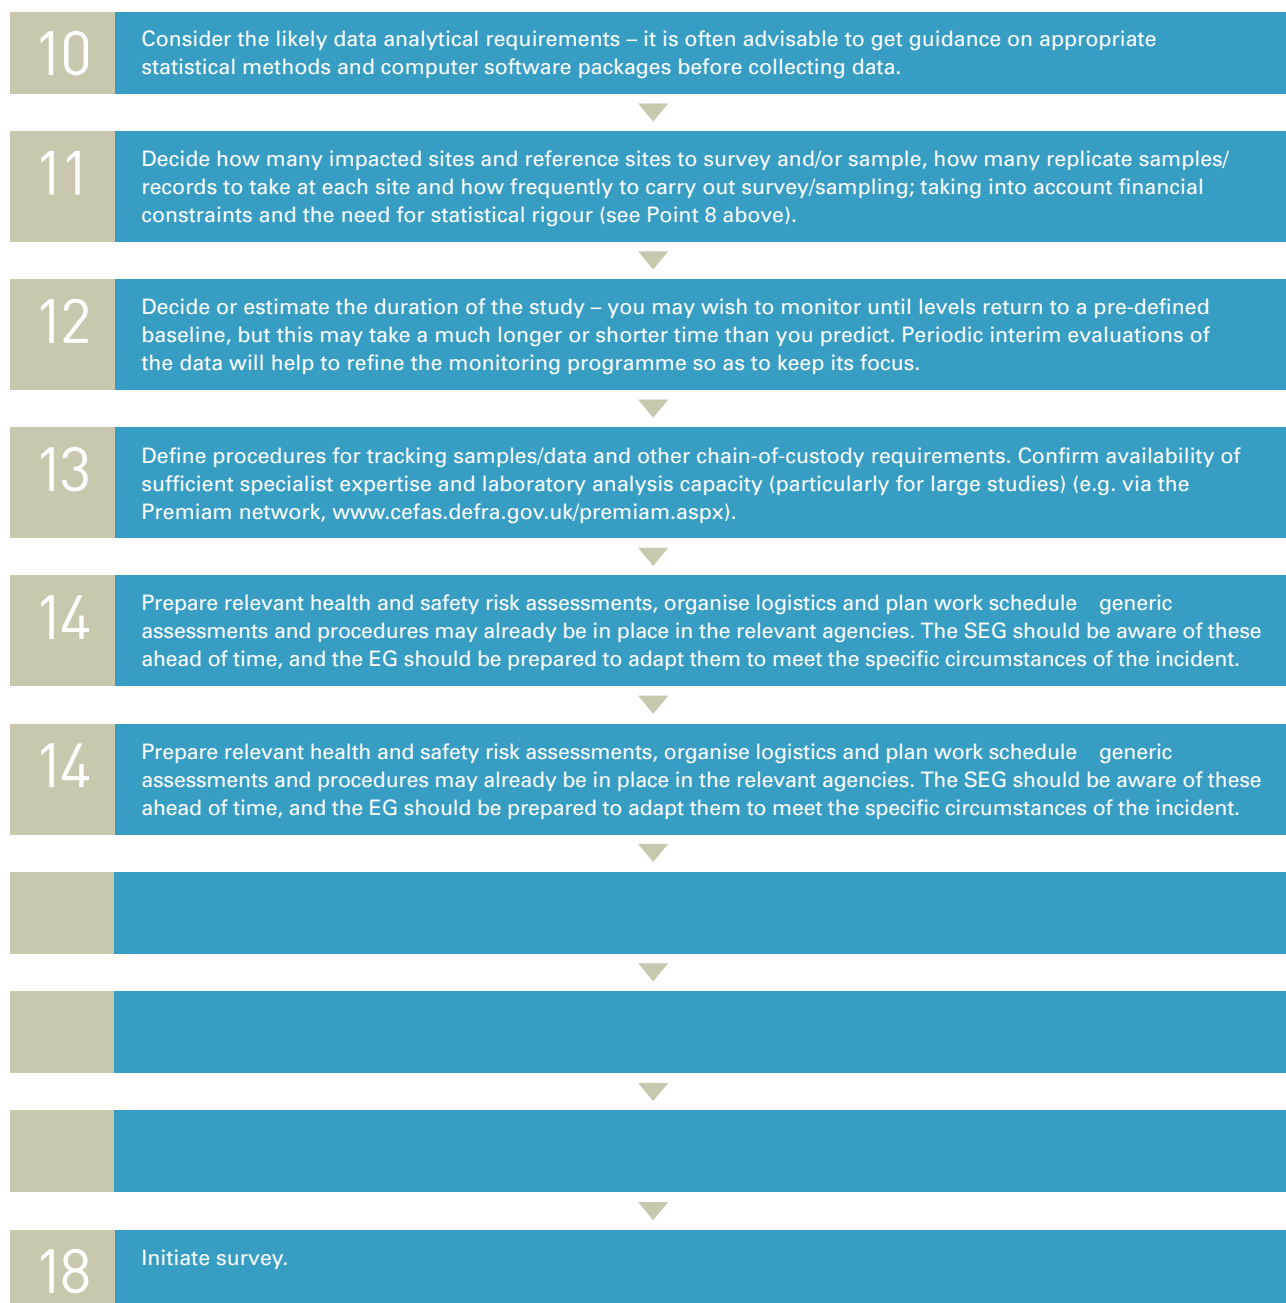 10
Consider the likely data analytical requirements – it is often advisable to get guidance on appropriate
statistical methods and computer software packages before collecting data.
11
Decide how many impacted sites and reference sites to survey and/or sample, how many replicate samples/
records to take at each site and how frequently to carry out survey/sampling; taking into account financial
constraints and the need for statistical rigour (see Point 8 above).
12
Decide or estimate the duration of the study – you may wish to monitor until levels return to a pre-defined
baseline, but this may take a much longer or shorter time than you predict. Periodic interim evaluations of
the data will help to refine the monitoring programme so as to keep its focus.
13
Define procedures for tracking samples/data and other chain-of-custody requirements. Confirm availability of
sufficient specialist expertise and laboratory analysis capacity (particularly for large studies) (e.g. via the
Premiam network, www.cefas.defra.gov.uk/premiam.aspx).
14
Prepare relevant health and safety risk assessments, organise logistics and plan work schedule generic
assessments and procedures may already be in place in the relevant agencies. The SEG should be aware of these
ahead of time, and the EG should be prepared to adapt them to meet the specific circumstances of the incident.
14
Prepare relevant health and safety risk assessments, organise logistics and plan work schedule generic
assessments and procedures may already be in place in the relevant agencies. The SEG should be aware of these
ahead of time, and the EG should be prepared to adapt them to meet the specific circumstances of the incident.
18
Initiate survey.